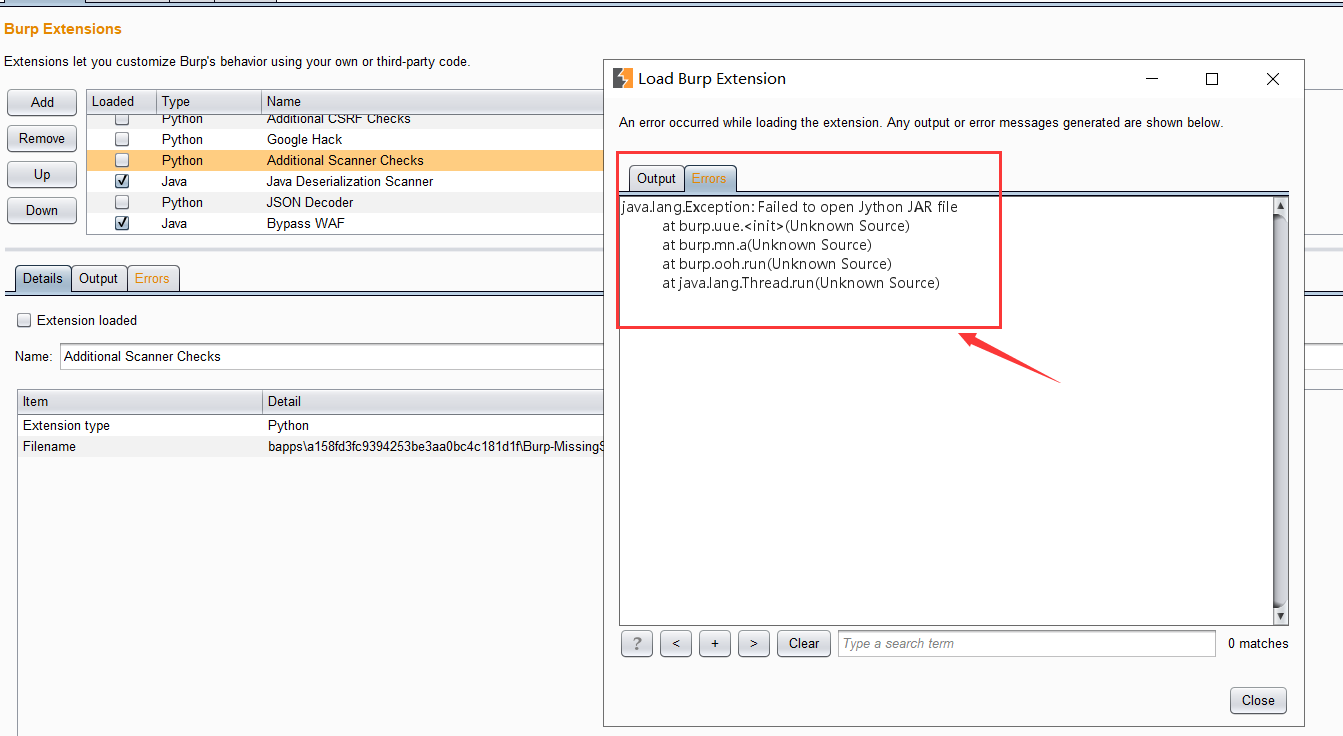 Burp Extensions
Extensions let you customize Burp's behavior using your own or third-party code.
Add
Remove
Up
Down
Loaded Type Name
Python Additional CSRF Checks
Python Google Hack
Python Additional Scanner Checks
Java Java Deserialization Scanner
Python JSON Decoder
Java Bypass WAF
Details Output Errors
Extension loaded
Name: Additional Scanner Checks
Item Detail
Extension type Python
Filename bapps\a158fd3fc9394253be3aa0bc4c181d1f\Burp-MissingS
Load Burp Extension
An error occurred while loading the extension. Any output or error messages generated are shown below.
Output Errors
java.lang.Exception: Failed to open Jython JAR file
at burp.uue.<init>(Unknown Source)
at burp.mn.a(Unknown Source)
at burp.ooh.run(Unknown Source)
at java.lang.Thread.run(Unknown Source)
? < + > Clear Type a search term 0 matches
Close